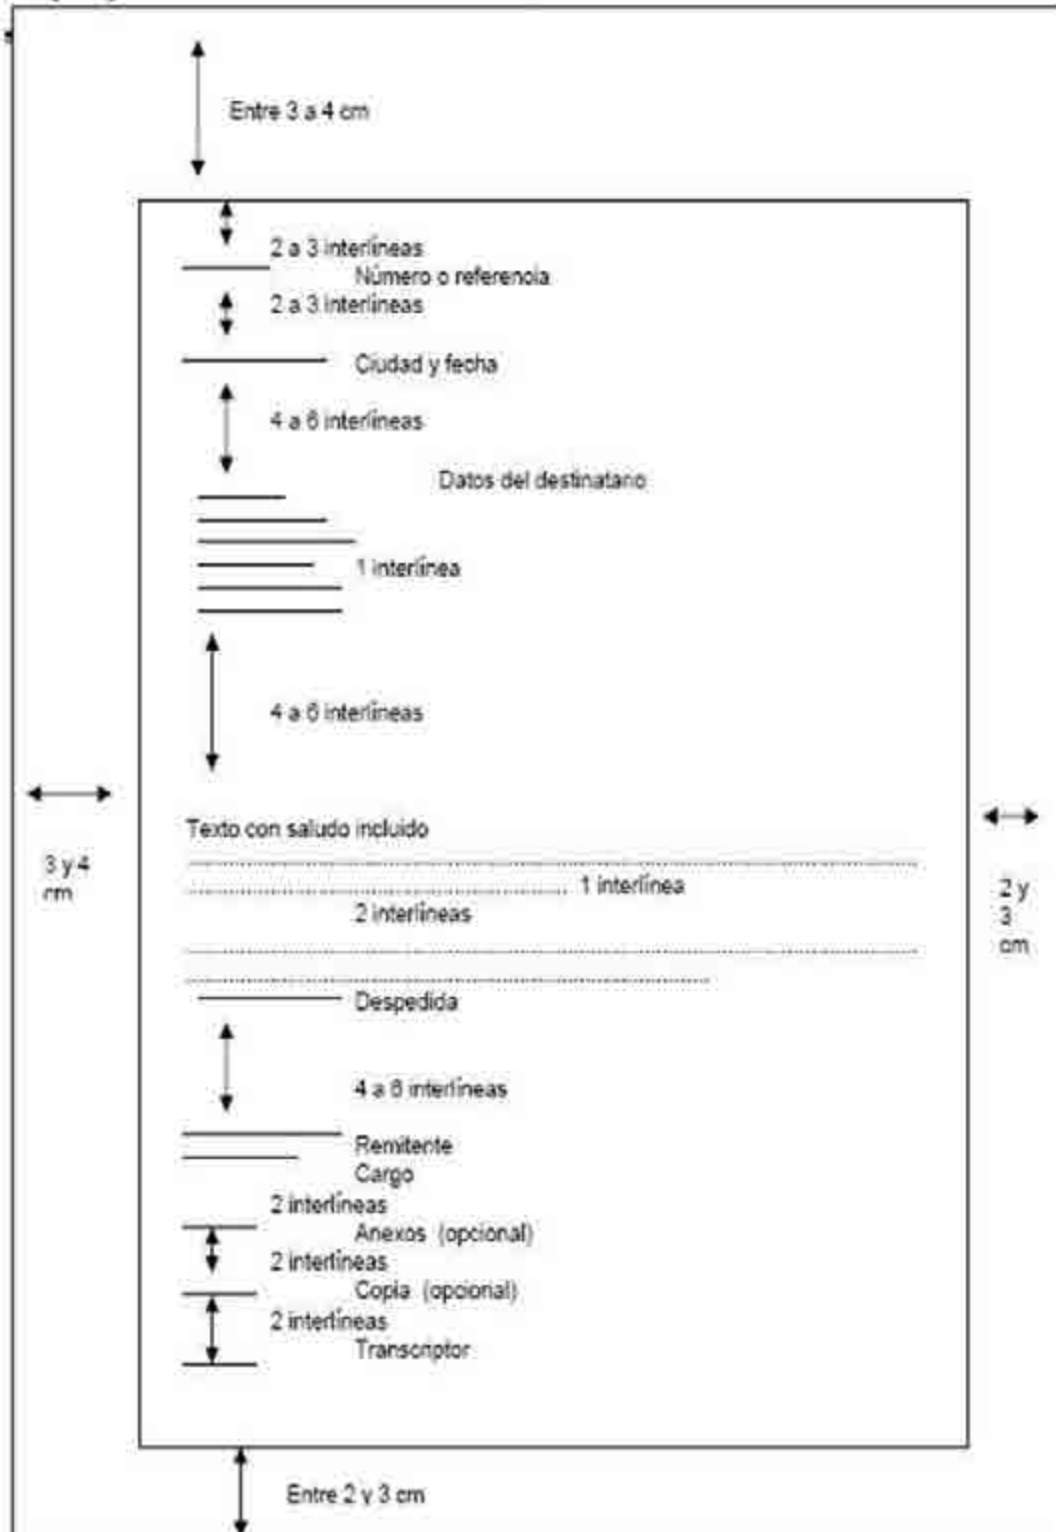 Entre 3 a 4 cm
2 a 3 interlíneas
Número o referencia
2 a 3 interlíneas
Ciudad y fecha
4 a 6 interlíneas
Datos del destinatario
1 interlínea
4 a 6 interlíneas
Texto con saludo incluido
3 y 4
cm
1 interlínea
2 interlíneas
2 y
3
cm
Despedida
4 a 6 interlíneas
Remitente
Cargo
2 interlíneas
Anexos (opcional)
2 interlíneas
Copia (opcional)
2 interlíneas
Transcriptor
Entre 2 y 3 cm